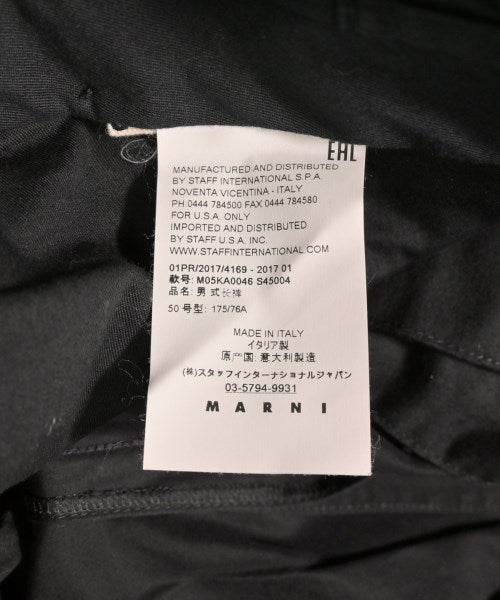 EAC
MANUFACTURED AND DISTRIBUTED
BY STAFF INTERNATIONAL S.P.A.
NOVENTA VICENTINA - ITALY
PH 0444 784500 FAX 0444 784580
FOR U.S.A. ONLY
IMPORTED AND DISTRIBUTED
BY STAFF U.S.A. INC.
WWW.STAFFINTERNATIONAL.COM
01PR/2017/4169 - 2017 01
款号: M05KA0046 S45004
品名: 男式长裤
50 号型: 175/76A
MADE IN ITALY
イタリア製
原产国: 意大利製造
(株)スタッフインターナショナルジャパン
03-5794-9931
MARNI